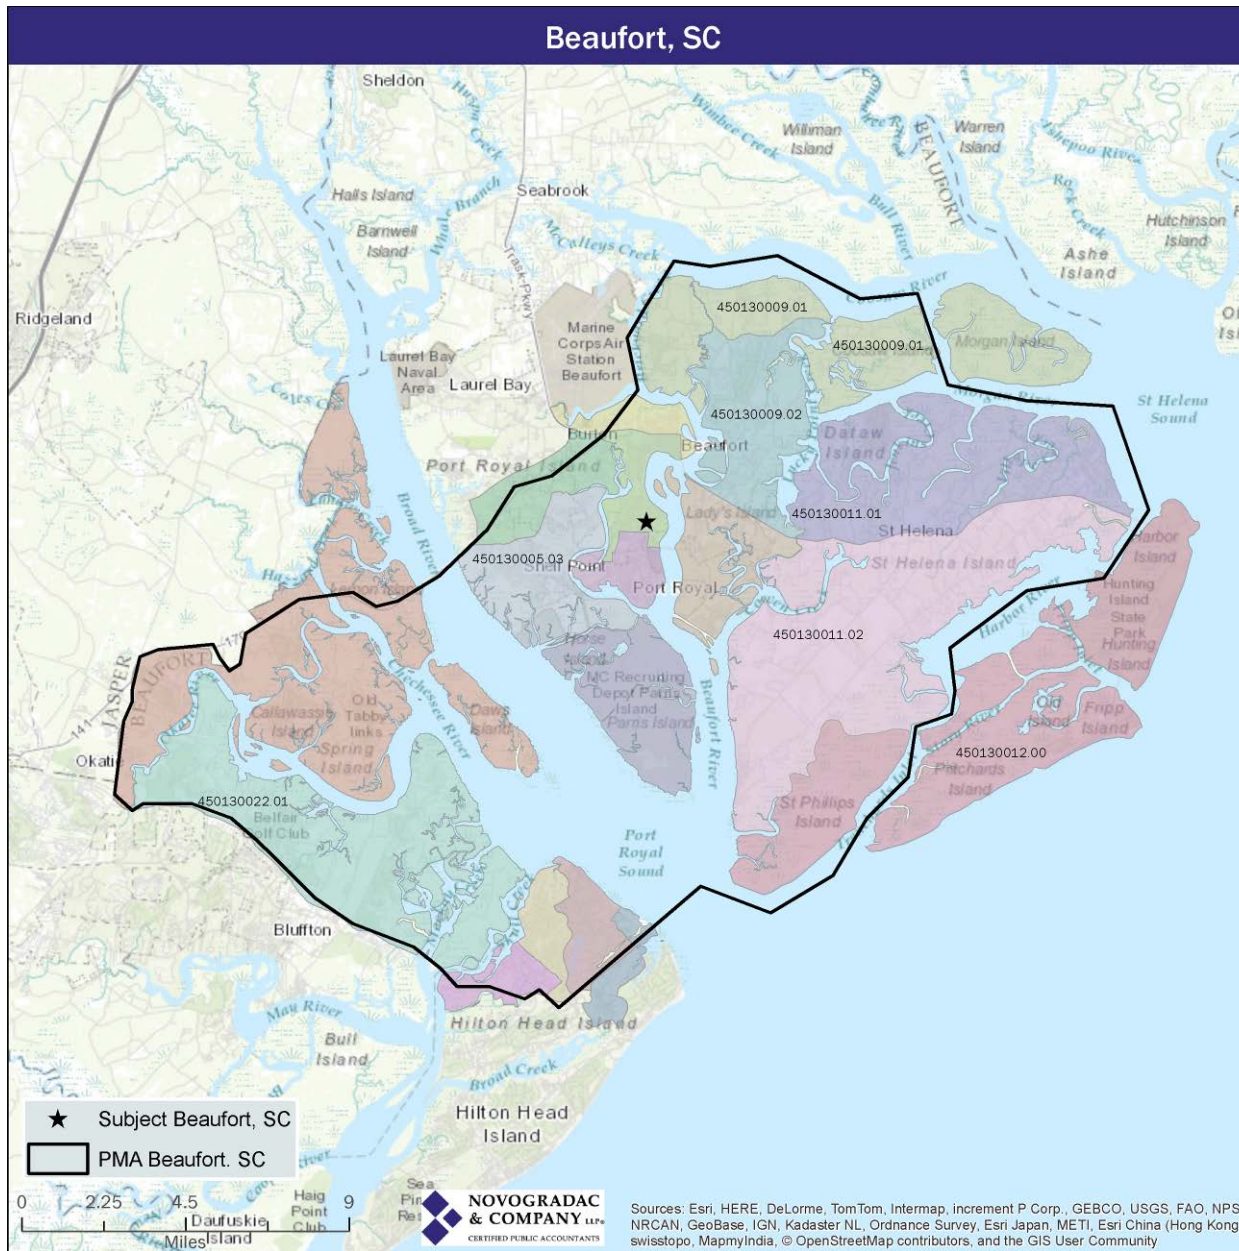 Beaufort, SC
Sheldon
Williman
Island
Warren
Island
Wimbee Creek
BEAUFORT
Ashepoo River
Halls Island
Whale Branch
Seabrook
Bull River
Rock Creek
Hutchinson
Island
Barnwell
Island
McCalleys Creek
Ashe
Island
Trask Pkwy
Coosaw River
Ridgeland
Marine
Corps Air
Station
Beaufort
450130009.01
450130009.01
Morgan Island
Laurel Bay
Naval
Area
Laurel Bay
Morgan River
St Helena
Sound
450130009.02
Burton
Beaufort
Dataw
Island
Port Royal Island
Broad River
Lady's Island
450130011.01
St Helena
450130005.03
Shell Point
St Helena Island
Harbor
Island
Port Royal
Hunting
Island
State
Park
Harbor River
Hunting
Island
450130011.02
170
JASPER
BEAUFORT
Horse
Island
MC Recruiting
Depot Parris
Island
Parris Island
Beaufort River
Chechessee River
141
Callawassie
Island
Old
Tabby
links
Spring
Island
Daws
Island
Old
Island
Fripp
Island
Okatie
450130012.00
Pritchards
Island
450130022.01
Belfair
Golf Club
St Phillips
Island
Port
Royal
Sound
Skull Creek
Bluffton
May River
Hilton Head Island
Bull
Island
Broad Creek
Hilton Head
Island
Subject Beaufort, SC
PMA Beaufort. SC
0 2.25 4.5 9
Miles
Daufuskie
Island
Haig
Point
Club
Sea
NOVOGRADAC
& COMPANY LLP®
CERTIFIED PUBLIC ACCOUNTANTS
Sources: Esri, HERE, DeLorme, TomTom, Intermap, increment P Corp., GEBCO, USGS, FAO, NPS
NRCAN, GeoBase, IGN, Kadaster NL, Ordnance Survey, Esri Japan, METI, Esri China (Hong Kong
swisstopo, MapmyIndia, © OpenStreetMap contributors, and the GIS User Community